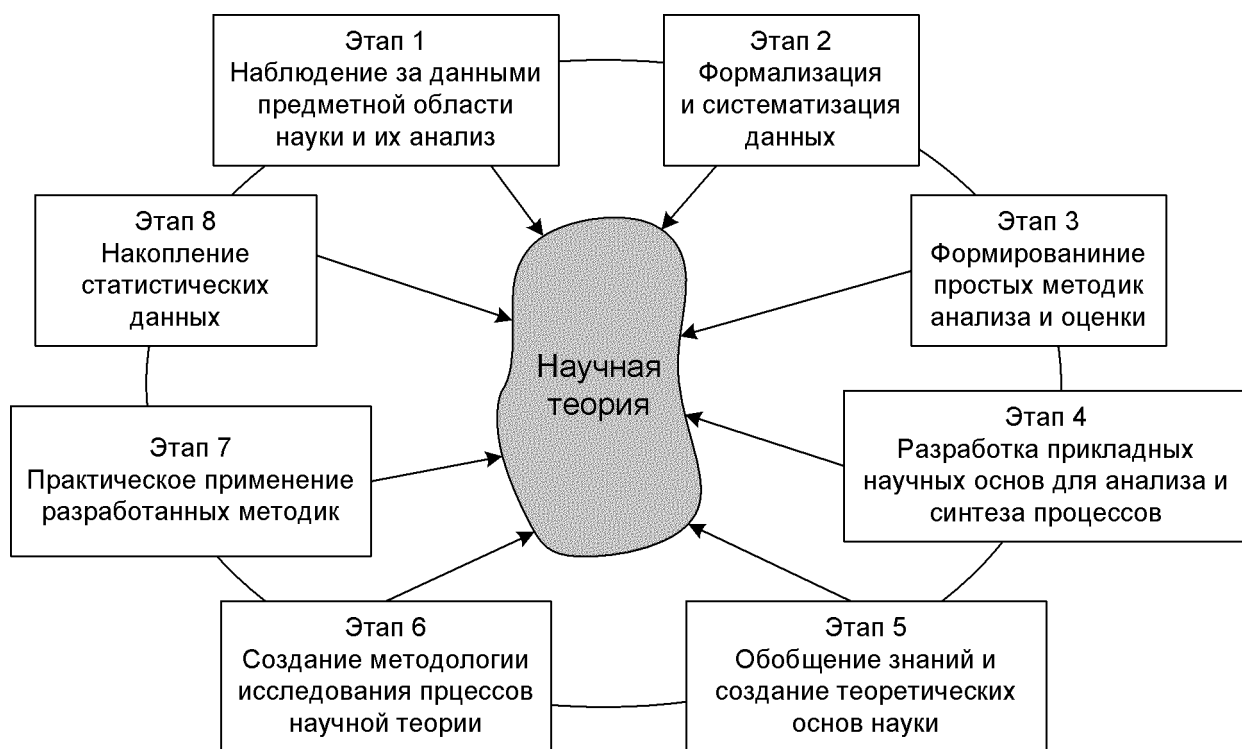 Этап 1
Наблюдение за данными
предметной области
науки и их анализ
Этап 2
Формализация
и систематизация
данных
Этап 3
Формированиние
простых методик
анализа и оценки
Этап 4
Разработка прикладных
научных основ для анализа и
синтеза процессов
Этап 5
Обобщение знаний и
создание теоретических
основ науки
Этап 6
Создание методологии
исследования прцессов
научной теории
Этап 7
Практическое применение
разработанных методик
Этап 8
Накопление
статистических
данных
Научная
теория